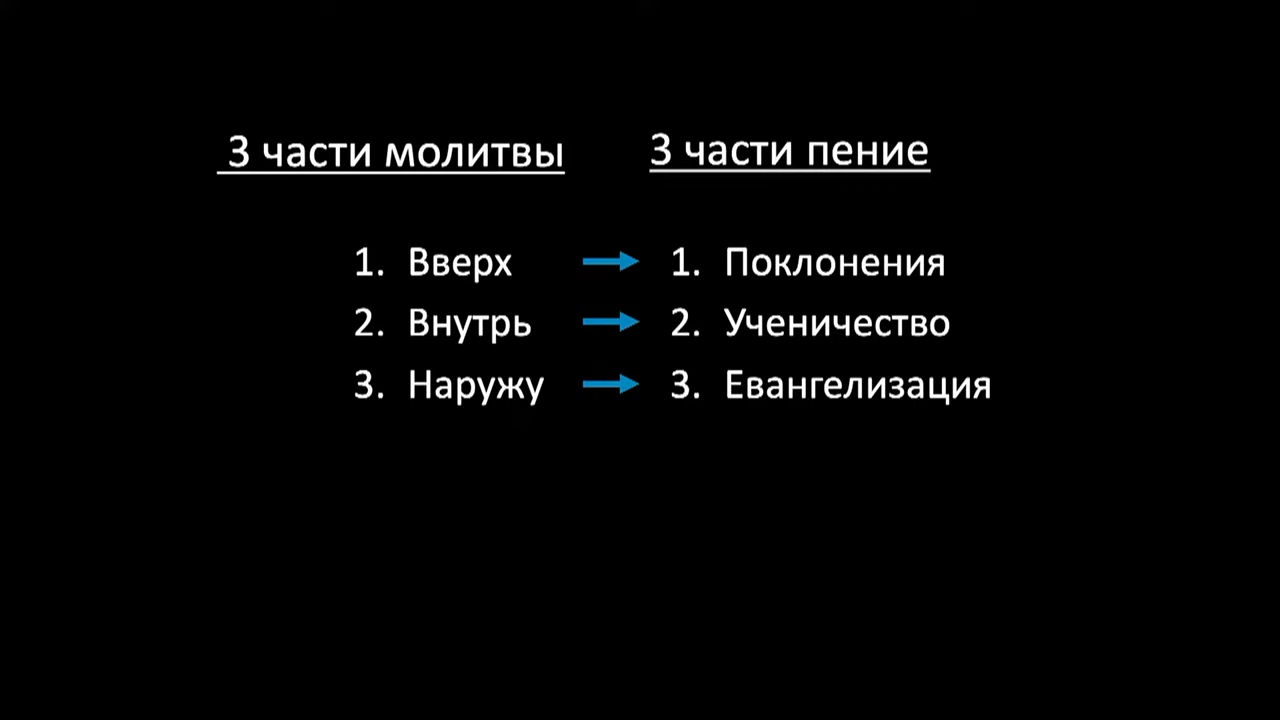 3 части молитвы
3 части пение
1. Вверх → 1. Поклонения
2. Внутрь → 2. Ученичество
3. Наружу → 3. Евангелизация